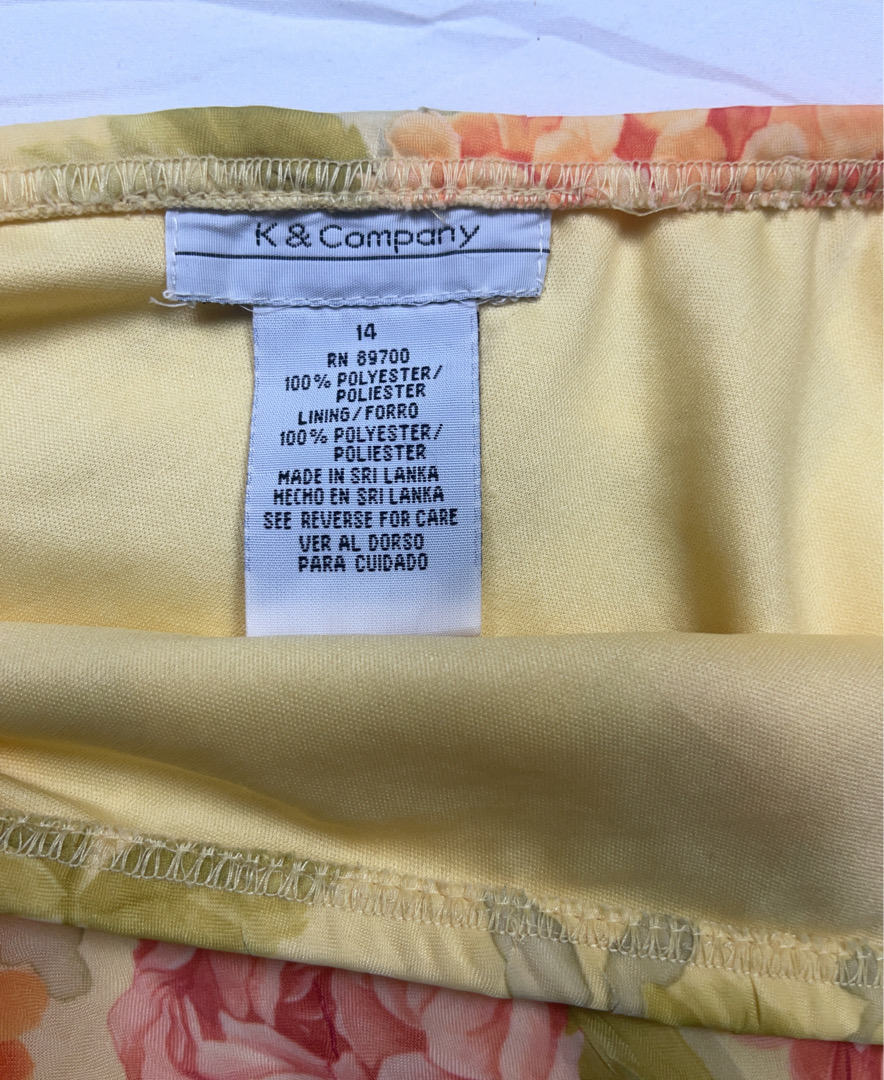 K & Company
14
RN 89700
100% POLYESTER/
POLIESTER
LINING/FORRO
100% POLYESTER/
POLIESTER
MADE IN SRI LANKA
HECHO EN SRI LANKA
SEE REVERSE FOR CARE
VER AL DORSO
PARA CUIDADO